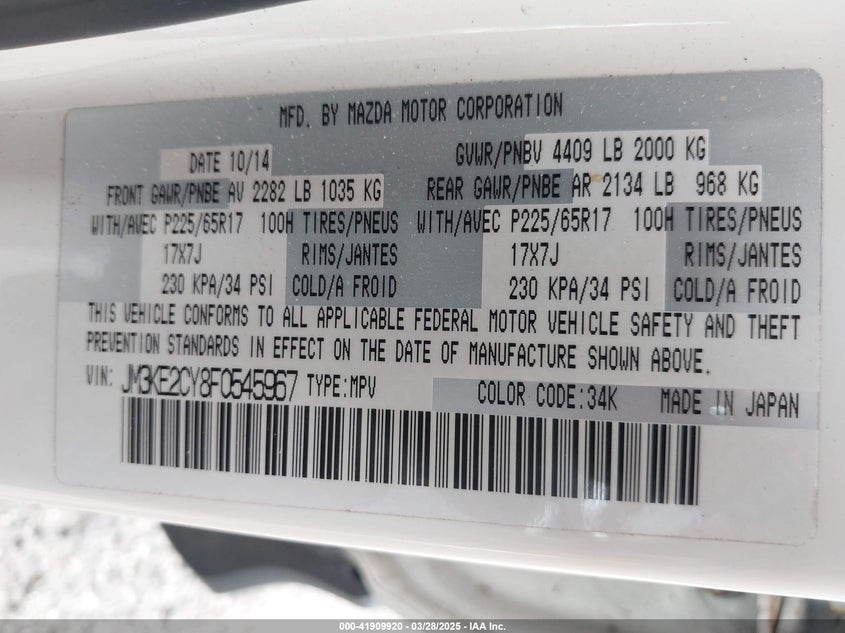 MFD. BY MAZDA MOTOR CORPORATION
DATE 10/14 GVWR/PNBV 4409 LB 2000 KG
FRONT GAWR/PNBE AV 2282 LB 1035 KG REAR GAWR/PNBE AR 2134 LB 968 KG
WITH/AVEC P225/65R17 100H TIRES/PNEUS WITH/AVEC P225/65R17 100H TIRES/PNEUS
17X7J RIMS/JANTES 17X7J RIMS/JANTES
230 KPA/34 PSI COLD/A FROID 230 KPA/34 PSI COLD/A FROID
THIS VEHICLE CONFORMS TO ALL APPLICABLE FEDERAL MOTOR VEHICLE SAFETY AND THEFT
PREVENTION STANDARDS IN EFFECT ON THE DATE OF MANUFACTURE SHOWN ABOVE.
VIN: JM3KE2CY8F0545967 TYPE:MPV COLOR CODE:34K MADE IN JAPAN
000-41909920 - 03/28/2025 - IAA Inc.